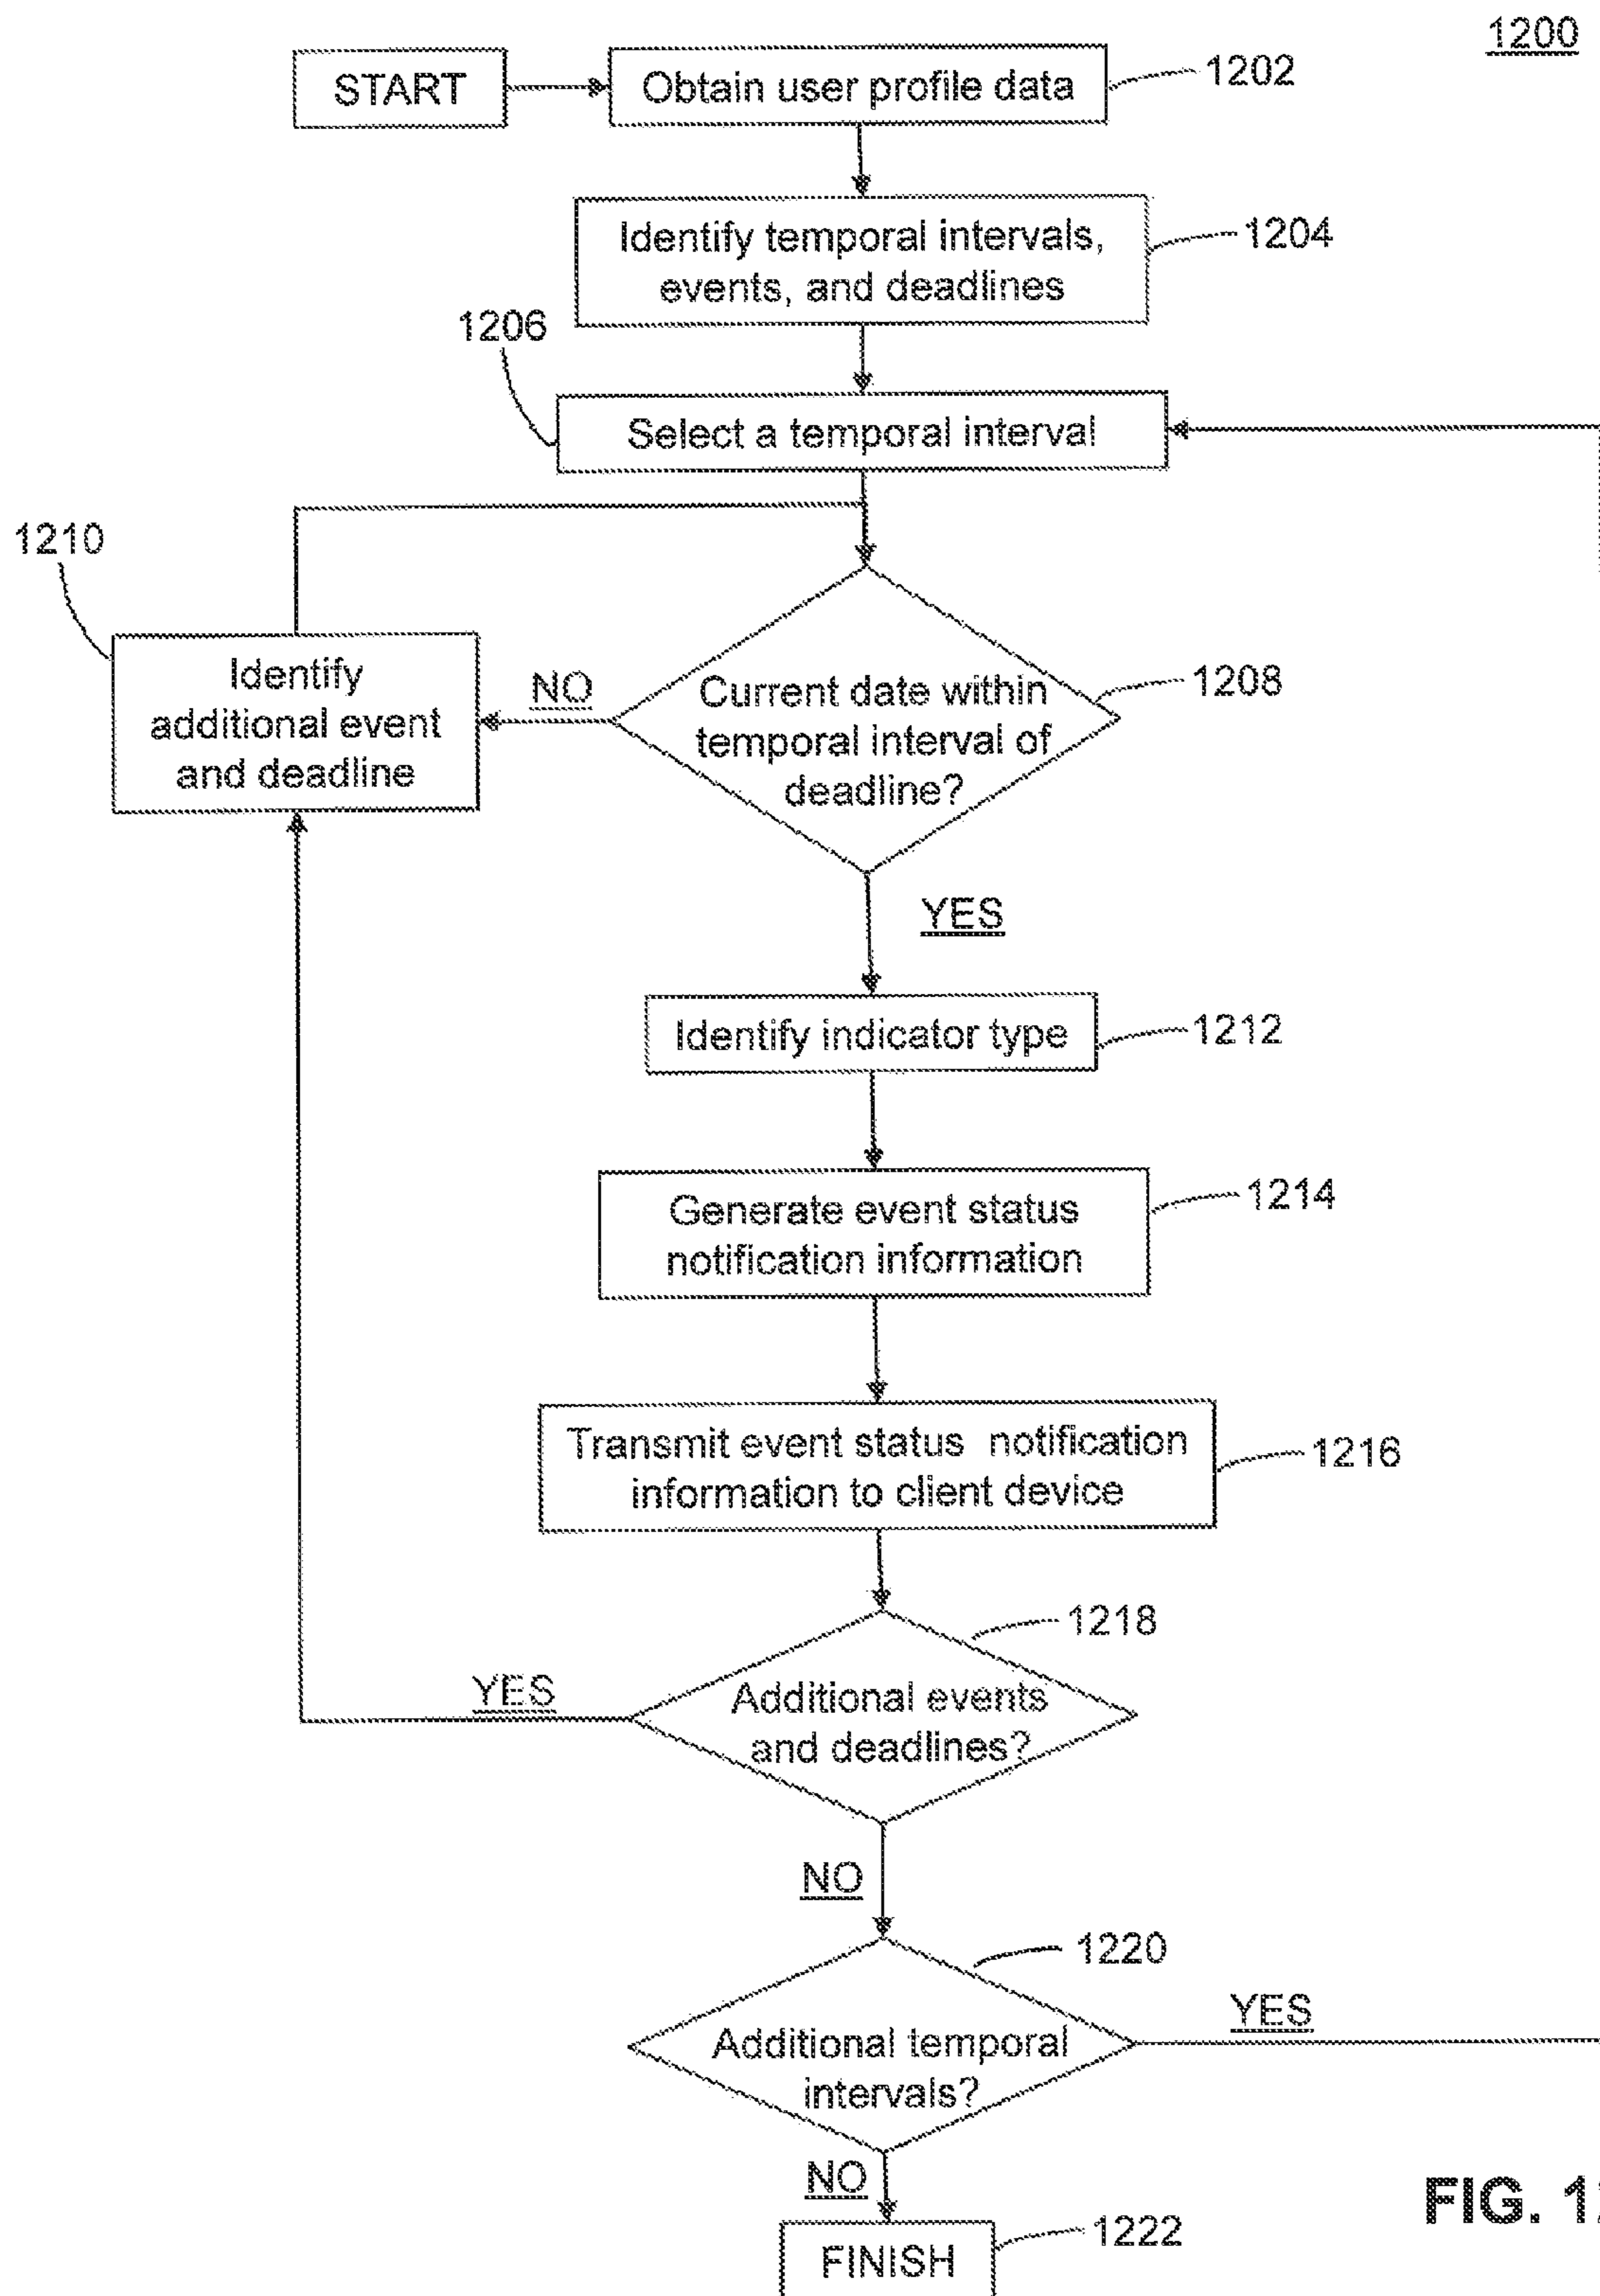 1200
START
Obtain user profile data
1202
Identify temporal intervals,
events, and deadlines
1204
1206
Select a temporal interval
1210
Identify
additional event
and deadline
NO
Current date within
temporal interval of
deadline?
1208
YES
Identify indicator type
1212
Generate event status
notification information
1214
Transmit event status notification
information to client device
1216
1218
Additional events
and deadlines?
YES
NO
1220
Additional temporal
intervals?
YES
NO
FINISH
1222
FIG.